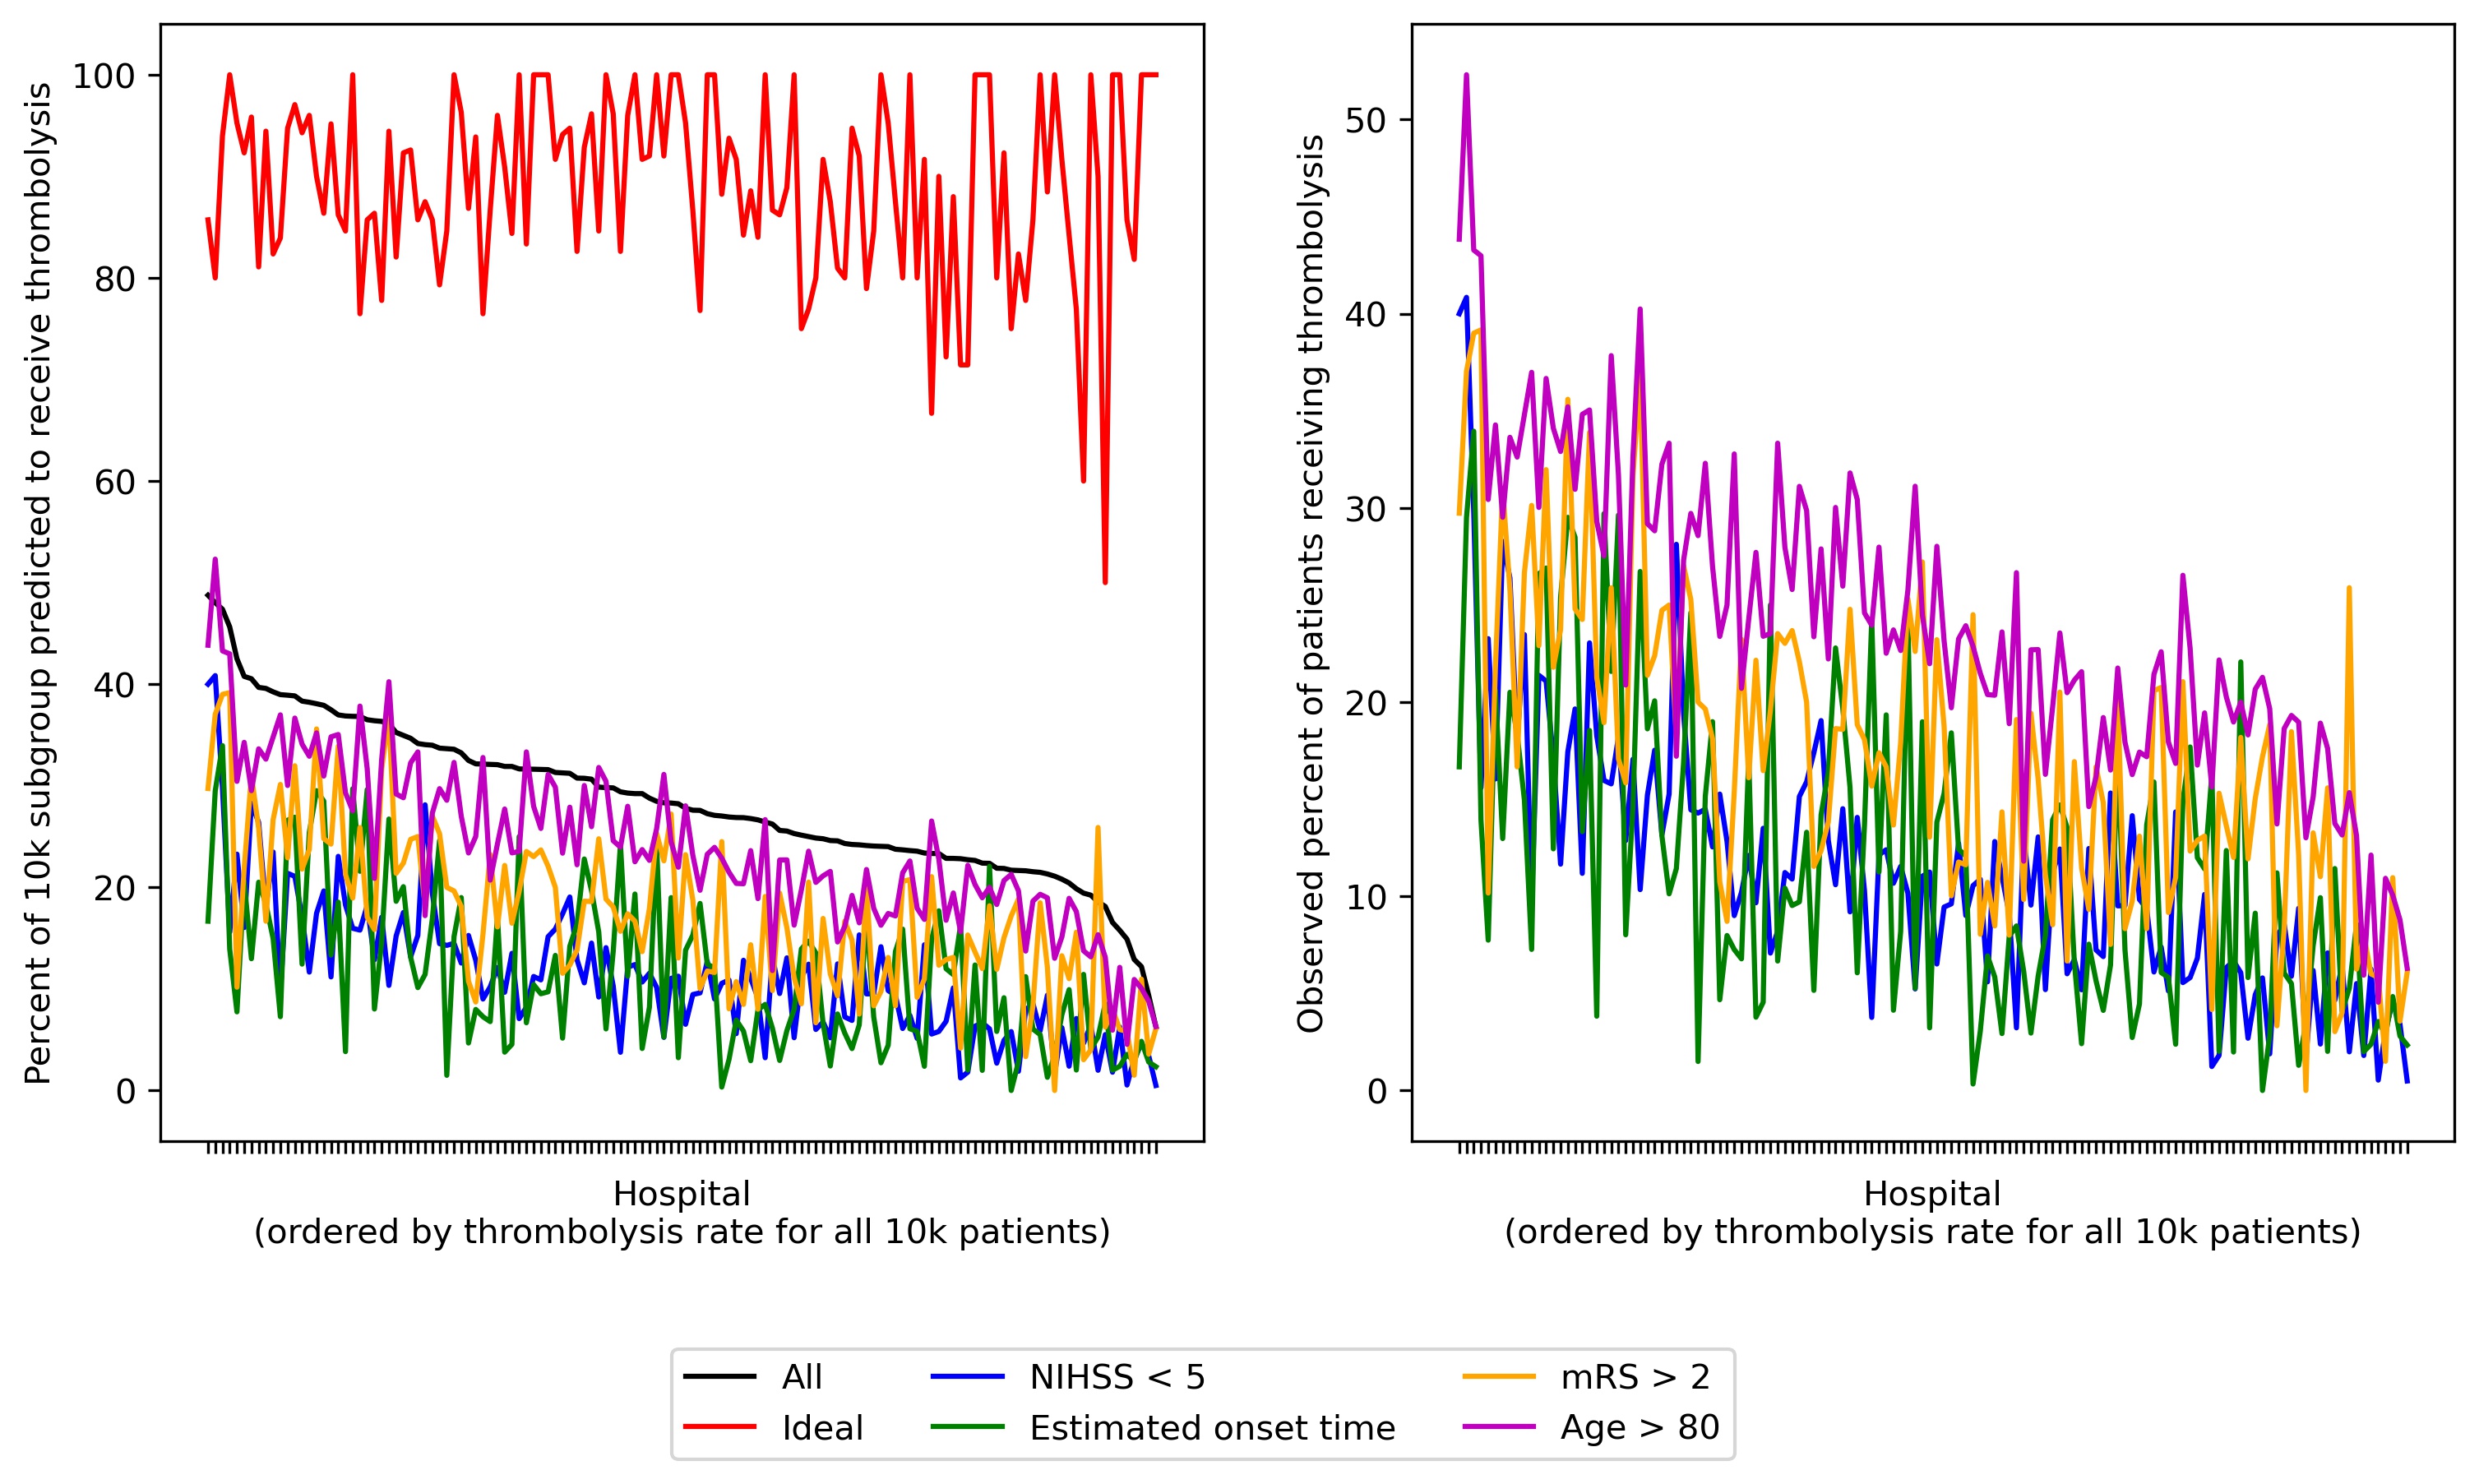 Percent of 10k subgroup predicted to receive thrombolysis
100
80
60
40
20
0
Hospital
(ordered by thrombolysis rate for all 10k patients)
Observed percent of patients receiving thrombolysis
50
40
30
20
10
0
Hospital
(ordered by thrombolysis rate for all 10k patients)
All
NIHSS < 5
mRS > 2
Ideal
Estimated onset time
Age > 80